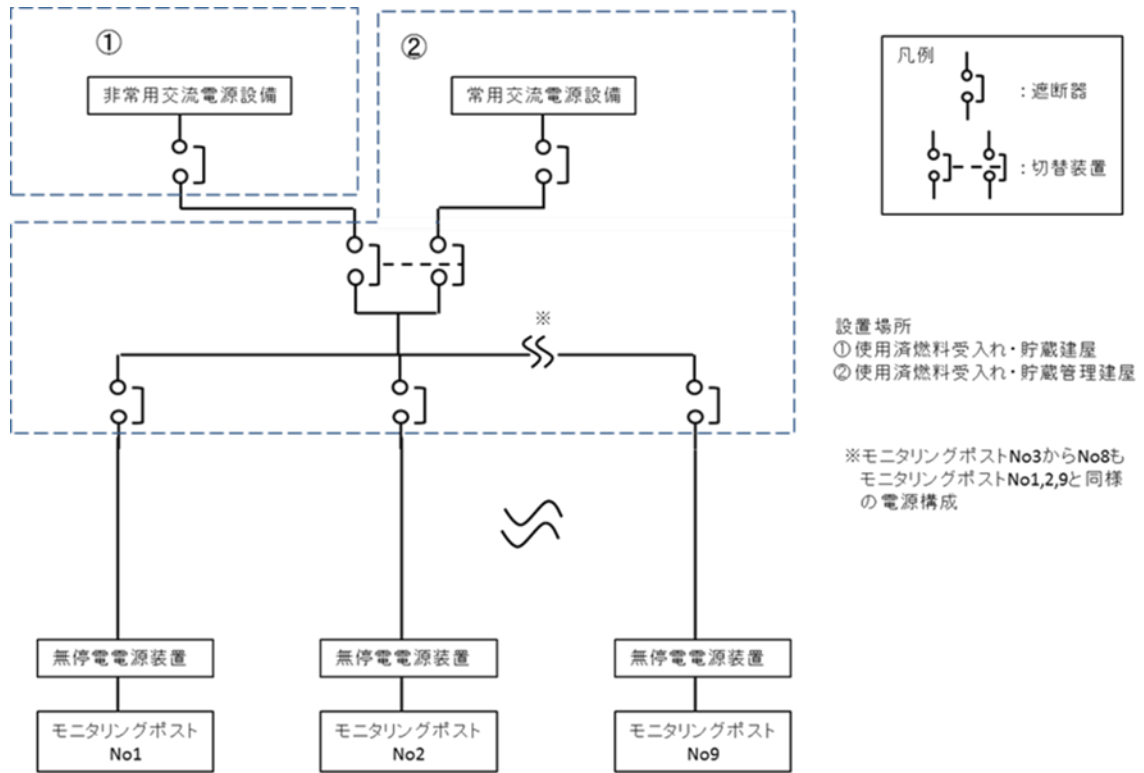 ①
②
非常用交流電源設備
常用交流電源設備
凡例
：遮断器
：切替装置
※
設置場所
①使用済燃料受入れ・貯蔵建屋
②使用済燃料受入れ・貯蔵管理建屋
※モニタリングポストNo3からNo8も
モニタリングポストNo1,2,9と同様
の電源構成
無停電電源装置
無停電電源装置
無停電電源装置
モニタリングポスト
No1
モニタリングポスト
No2
モニタリングポスト
No9